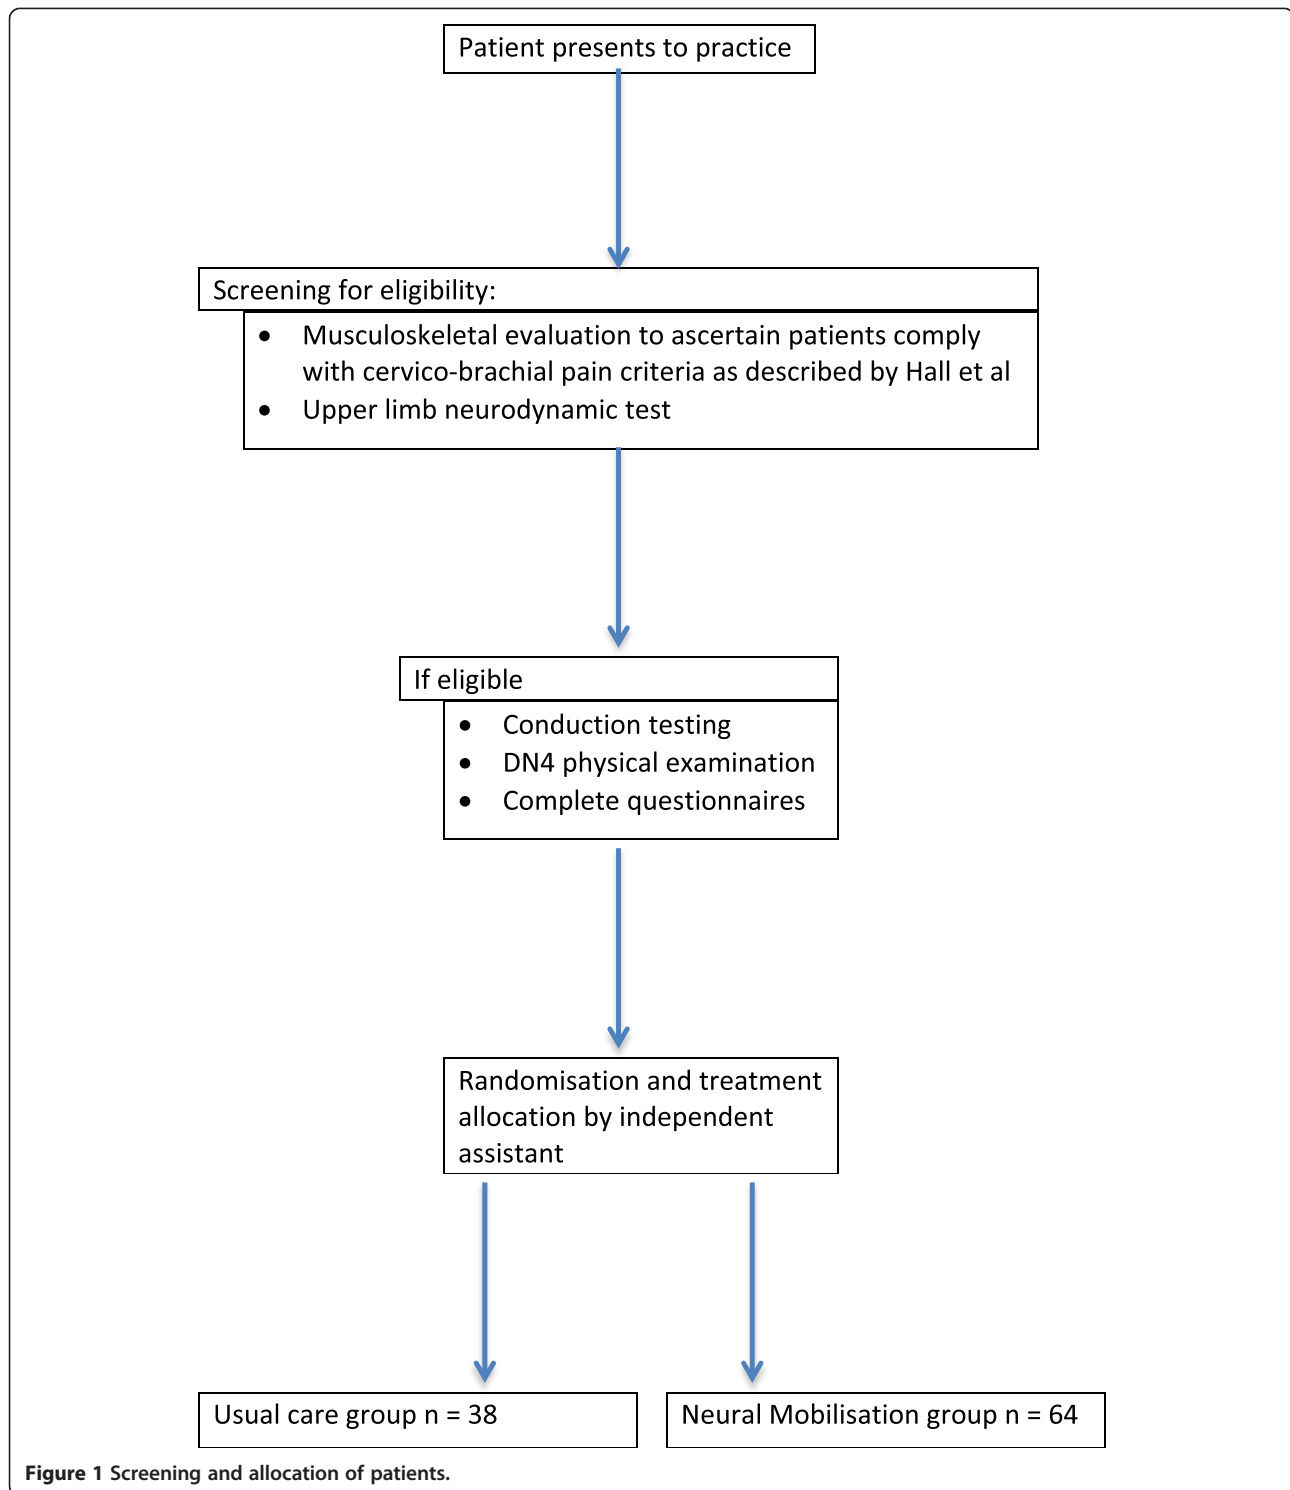 Patient presents to practice
Screening for eligibility:
• Musculoskeletal evaluation to ascertain patients comply
with cervico-brachial pain criteria as described by Hall et al
• Upper limb neurodynamic test
If eligible
• Conduction testing
• DN4 physical examination
• Complete questionnaires
Randomisation and treatment
allocation by independent
assistant
Usual care group n = 38
Neural Mobilisation group n = 64
Figure 1 Screening and allocation of patients.